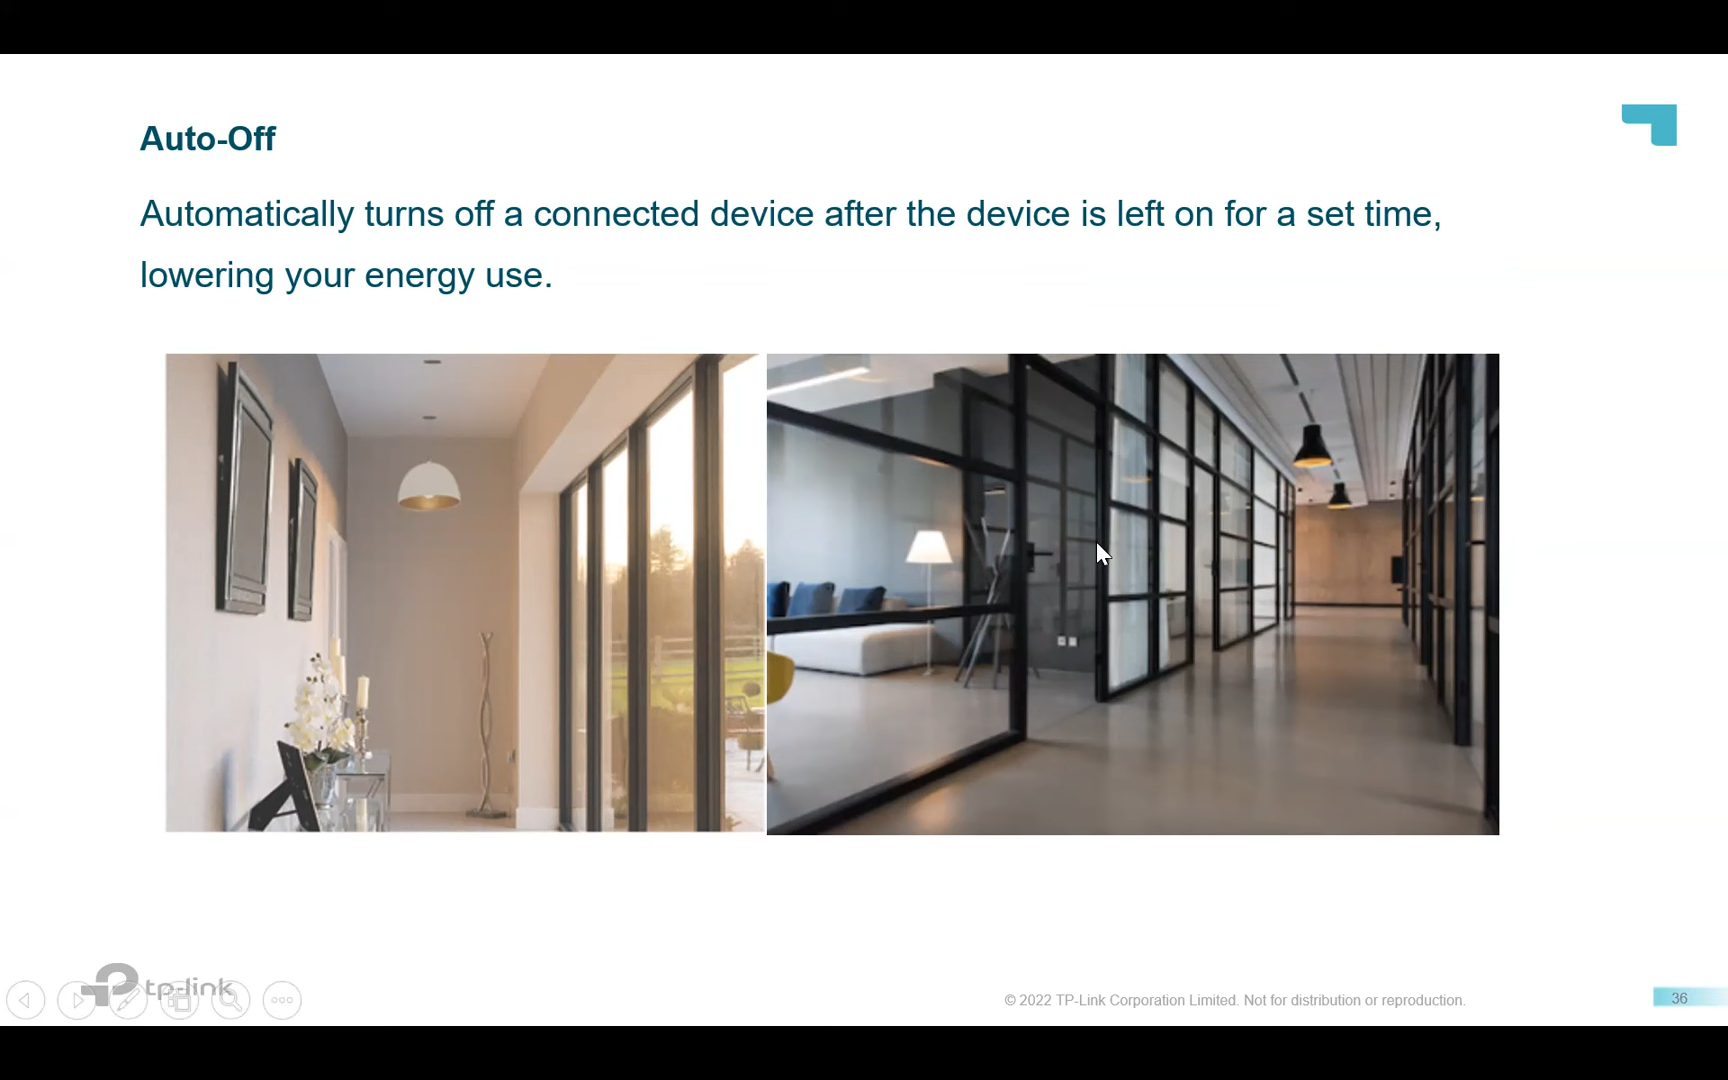 Auto-Off
Automatically turns off a connected device after the device is left on for a set time,
lowering your energy use.
tp-link
© 2022 TP-Link Corporation Limited. Not for distribution or reproduction.
36